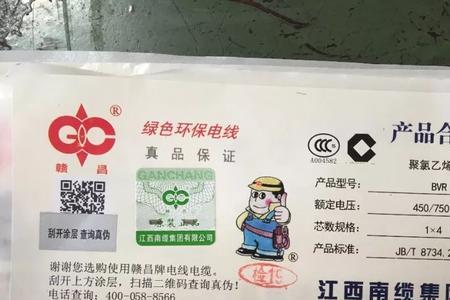 GC®
赣 昌
绿色环保电线
真品保证
GANCHANG
江西南缆集团有限公司
刮开涂层 查询真伪
CCC
A004582
产品合
聚氯乙烯
产品型号: BVR
额定电压: 450/750
芯数规格: 1×4
产品标准: JB/T 8734.2
谢谢您选购使用赣昌牌电线电缆。
刮开上方涂层,扫描二维码查询真伪!
电话查询: 400-058-8566
江西南缆集